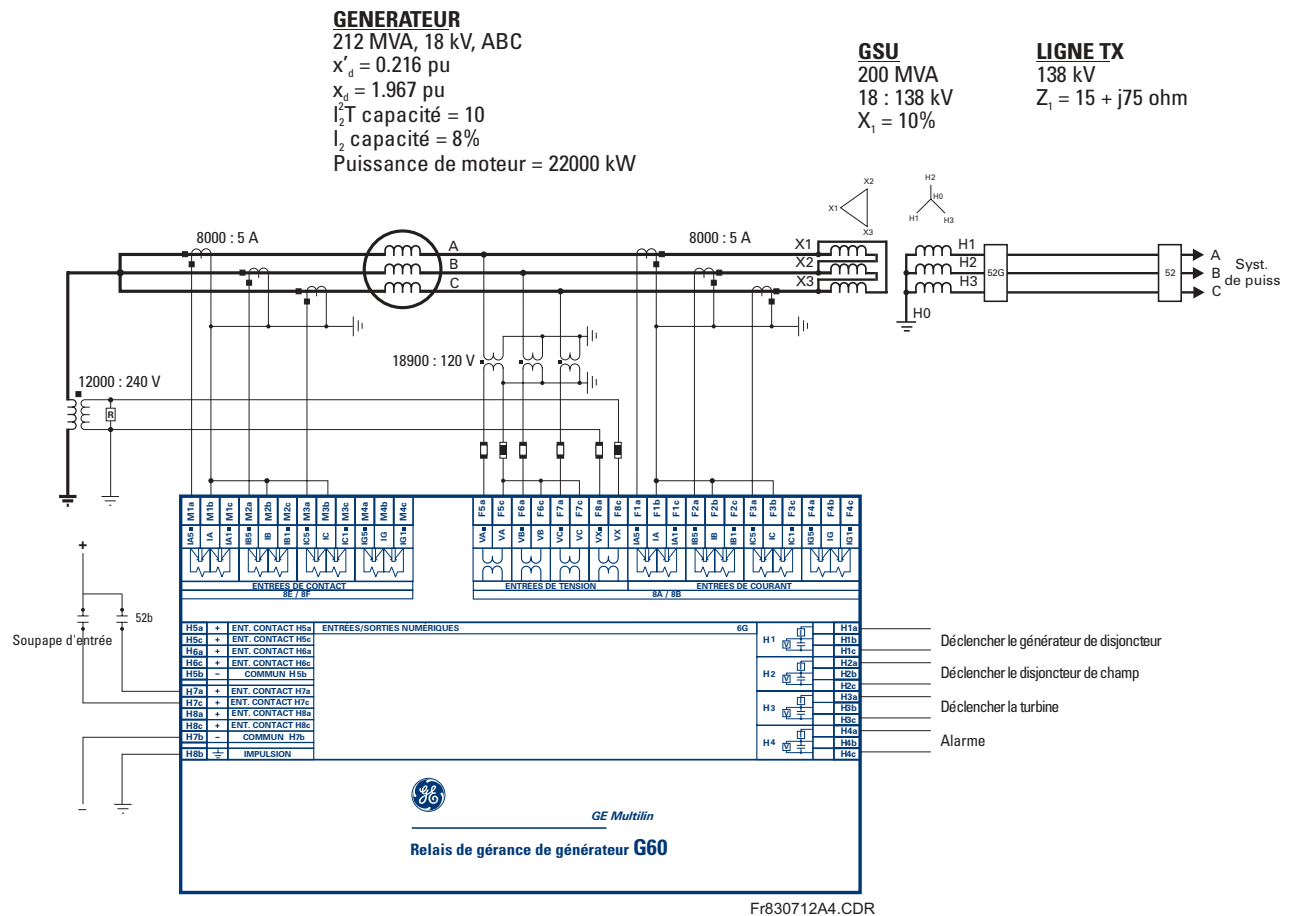 GENERATEUR
212 MVA, 18 kV, ABC
x′d = 0.216 pu
xd = 1.967 pu
I₂²T capacité = 10
I₂ capacité = 8%
Puissance de moteur = 22000 kW
GSU
200 MVA
18 : 138 kV
X₁ = 10%
LIGNE TX
138 kV
Z₁ = 15 + j75 ohm
X2
X1
X3
H2
H0
H1
H3
8000 : 5 A
A
B
C
8000 : 5 A
X1
X2
X3
H1
H2
H3
H0
52G
52
A
B
C
Syst.
de puiss
18900 : 120 V
12000 : 240 V
R
M1a M1b M1c M2a M2b M2c M3a M3b M3c M4a M4b M4c
IA5 IA IA1 IB5 IB IB1 IC5 IC IC1 IG5 IG IG1
ENTRÉES DE CONTACT
8E / 8F
F5a F5c F6a F6c F7a F7c F8a F8c F1a F1b F1c F2a F2b F2c F3a F3b F3c F4a F4b F4c
VA VA VB VB VC VC VX VX IA5 IA IA1 IB5 IB IB1 IC5 IC IC1 IG5 IG IG1
ENTRÉES DE TENSION
ENTRÉES DE COURANT
8A / 8B
+
52b
Soupape d'entrée
–
H5a + ENT. CONTACT H5a
H5c + ENT. CONTACT H5c
H6a + ENT. CONTACT H6a
H6c + ENT. CONTACT H6c
H5b – COMMUN H5b
H7a + ENT. CONTACT H7a
H7c + ENT. CONTACT H7c
H8a + ENT. CONTACT H8a
H8c + ENT. CONTACT H8c
H7b – COMMUN H7b
H8b IMPULSION
ENTRÉES/SORTIES NUMÉRIQUES
6G
H1
I
V
H1a
H1b
H1c
Déclencher le générateur de disjoncteur
H2
I
V
H2a
H2b
H2c
Déclencher le disjoncteur de champ
H3
I
V
H3a
H3b
H3c
Déclencher la turbine
H4
I
V
H4a
H4b
H4c
Alarme
GE Multilin
Relais de gérance de générateur G60
Fr830712A4.CDR